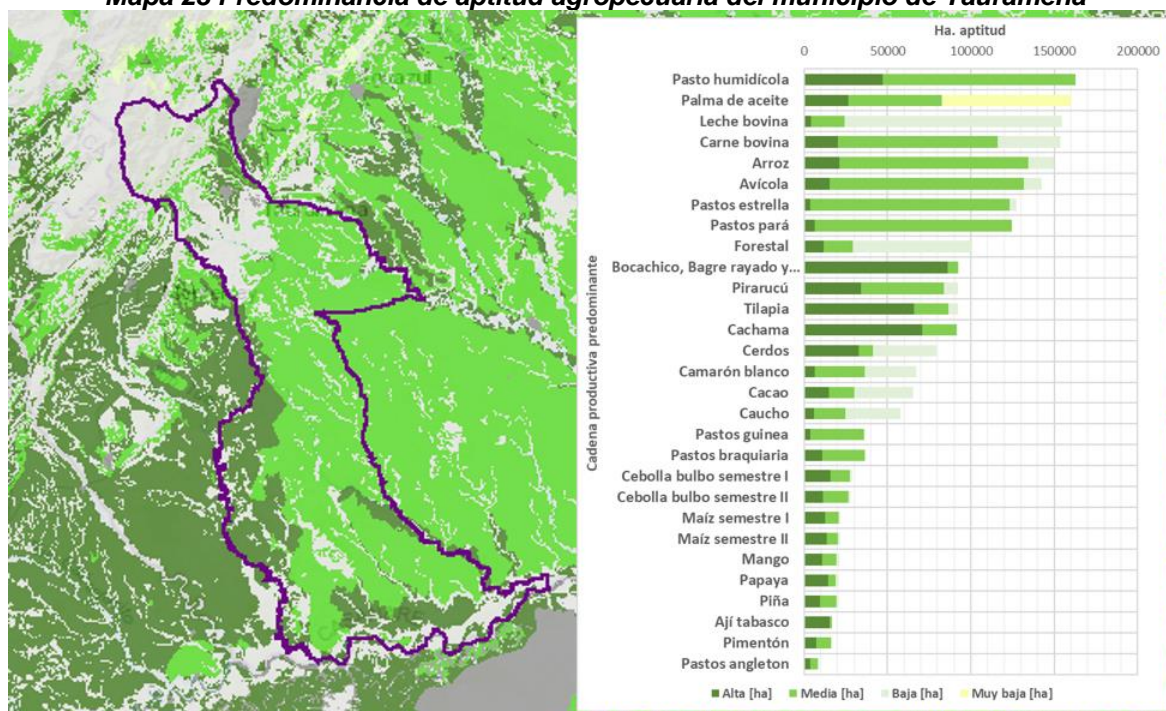 Mapa 28 Predominancia de aptitud agropecuaria del municipio de Tauramena
Ha. aptitud
0 50000 100000 150000 200000
Cadena productiva predominante
Pasto humidícola
Palma de aceite
Leche bovina
Carne bovina
Arroz
Avícola
Pastos estrella
Pastos pará
Forestal
Bocachico, Bagre rayado y...
Pirarucú
Tilapia
Cachama
Cerdos
Camarón blanco
Cacao
Caucho
Pastos guinea
Pastos braquiaria
Cebolla bulbo semestre I
Cebolla bulbo semestre II
Maíz semestre I
Maíz semestre II
Mango
Papaya
Piña
Ají tabasco
Pimentón
Pastos angleton
Alta [ha] Media [ha] Baja [ha] Muy baja [ha]